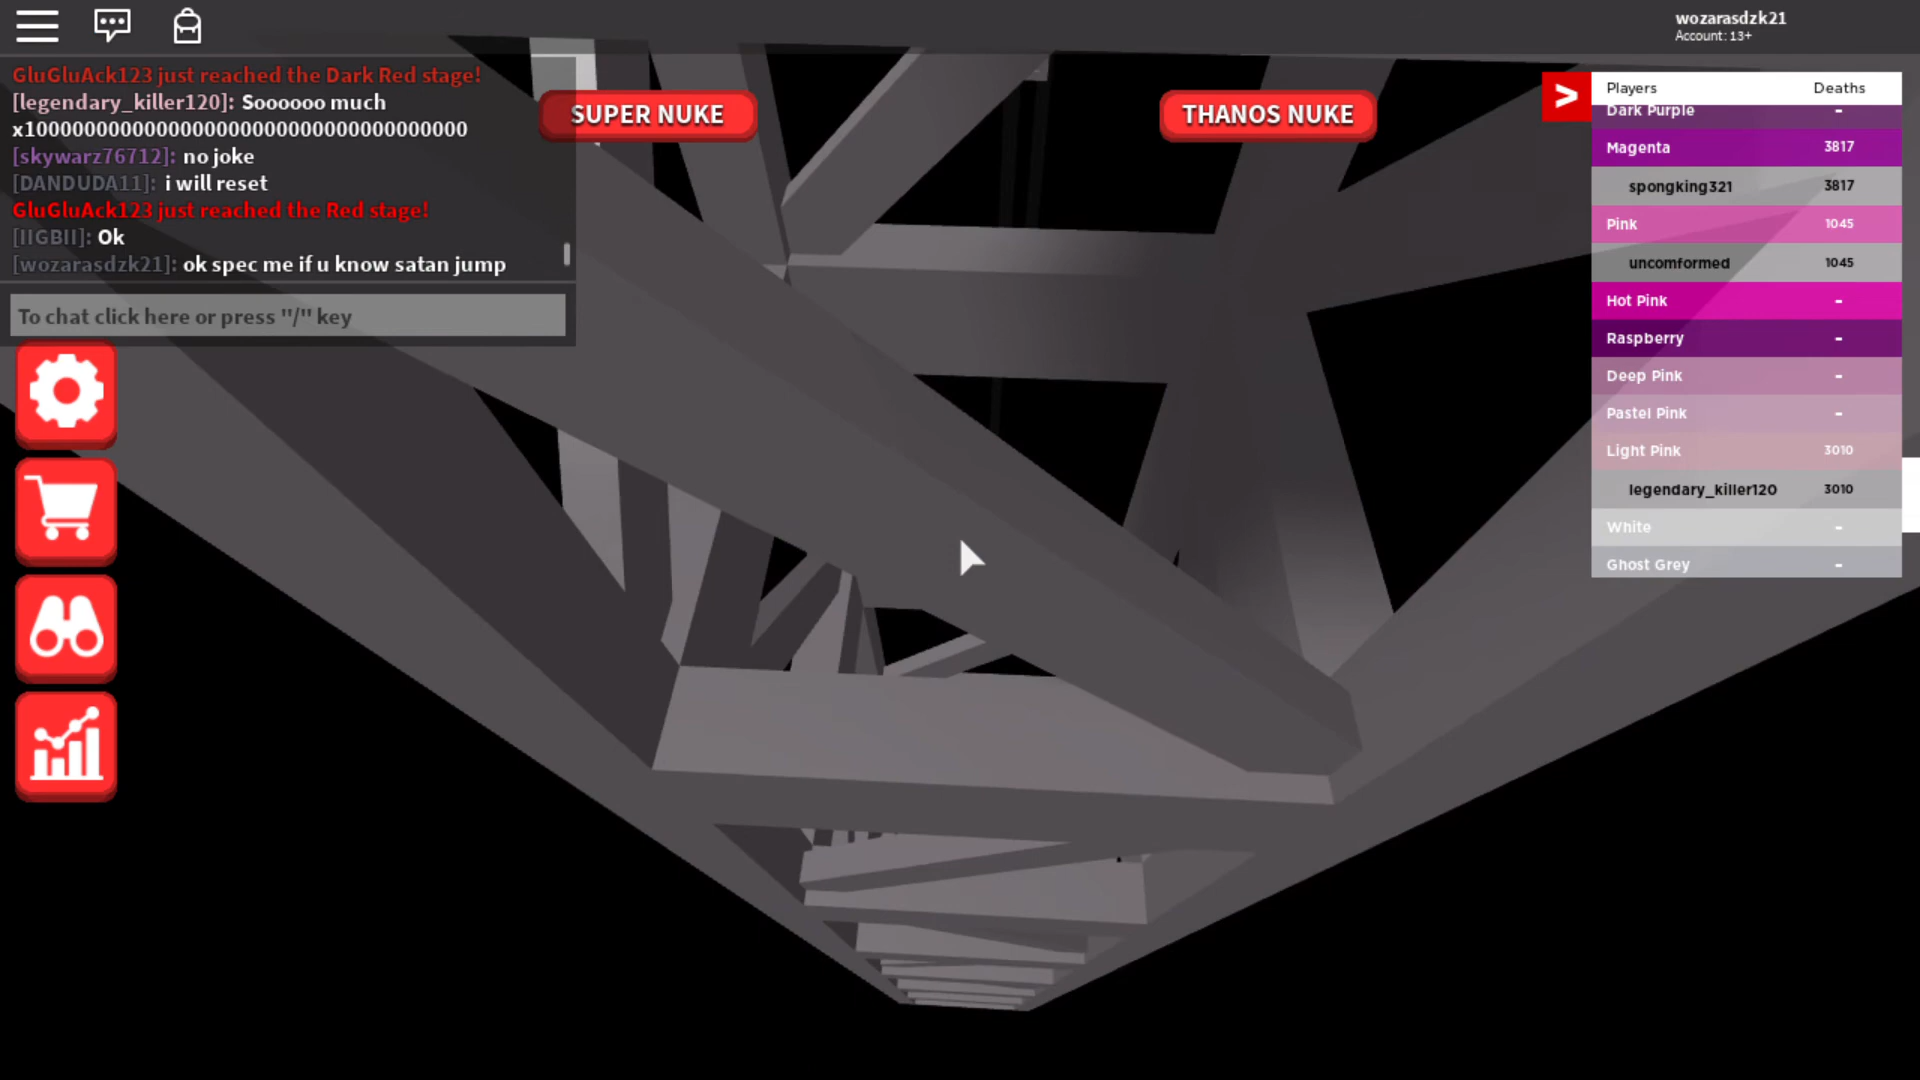 wozarasdzk21
Account: 13+
GluGluAck123 just reached the Dark Red stage!
[legendary_killer120]: Soooooo much
x100000000000000000000000000000000000
[skywarz76712]: no joke
[DANDUDA11]: i will reset
GluGluAck123 just reached the Red stage!
[IIGBII]: Ok
[wozarasdzk21]: ok spec me if u know satan jump
To chat click here or press "/" key
SUPER NUKE
THANOS NUKE
>
Players Deaths
Dark Purple -
Magenta 3817
spongking321 3817
Pink 1045
uncomformed 1045
Hot Pink -
Raspberry -
Deep Pink -
Pastel Pink -
Light Pink 3010
legendary_killer120 3010
White -
Ghost Grey -